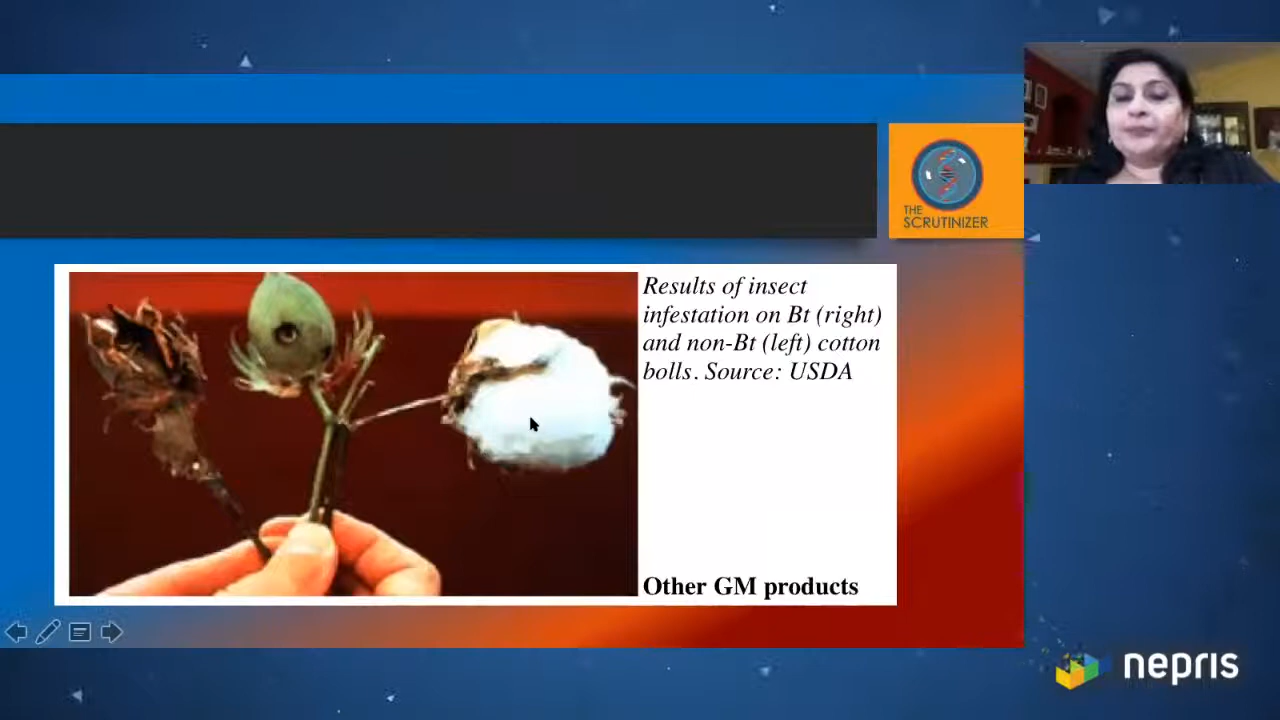 THE
SCRUTINIZER
Results of insect
infestation on Bt (right)
and non-Bt (left) cotton
bolls. Source: USDA
Other GM products
nepris